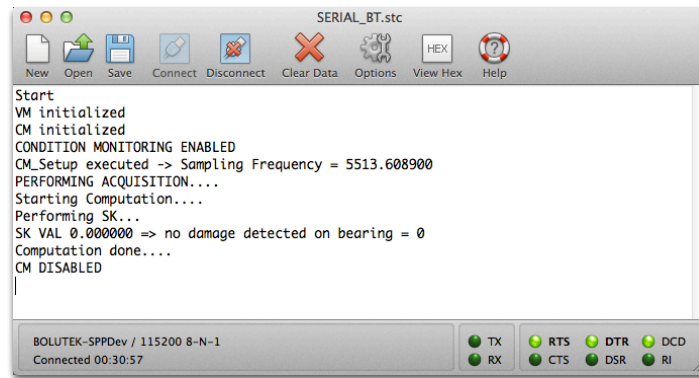 SERIAL_BT.stc
New Open Save Connect Disconnect Clear Data Options View Hex Help
HEX
Start
VM initialized
CM initialized
CONDITION MONITORING ENABLED
CM_Setup executed -> Sampling Frequency = 5513.608900
PERFORMING ACQUISITION....
Starting Computation....
Performing SK...
SK VAL 0.000000 => no damage detected on bearing = 0
Computation done....
CM DISABLED
BOLUTEK-SPPDev / 115200 8-N-1
Connected 00:30:57
TX RTS DTR DCD
RX CTS DSR RI